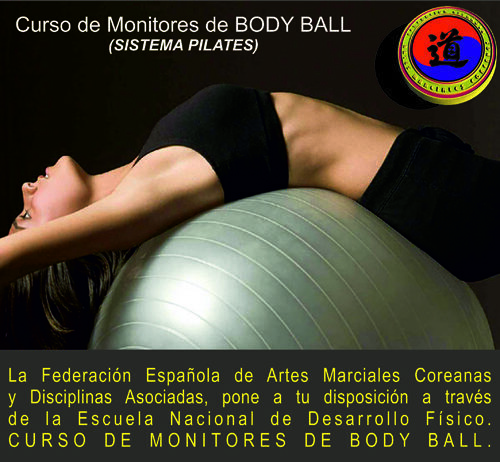 Curso de Monitores de BODY BALL
(SISTEMA PILATES)
道
La Federación Española de Artes Marciales Coreanas
y Disciplinas Asociadas, pone a tu disposición a través
de la Escuela Nacional de Desarrollo Físico.
CURSO DE MONITORES DE BODY BALL.